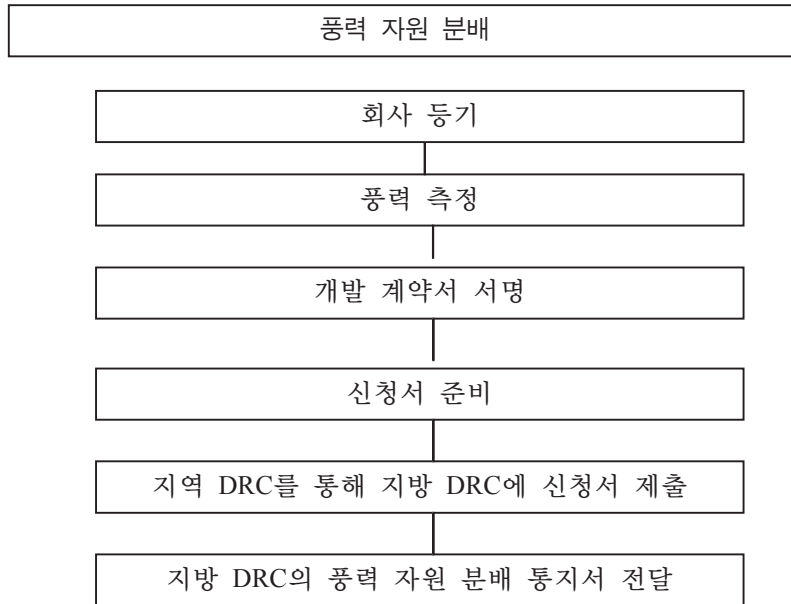 풍력 자원 분배
회사 등기
풍력 측정
개발 계약서 서명
신청서 준비
지역 DRC를 통해 지방 DRC에 신청서 제출
지방 DRC의 풍력 자원 분배 통지서 전달